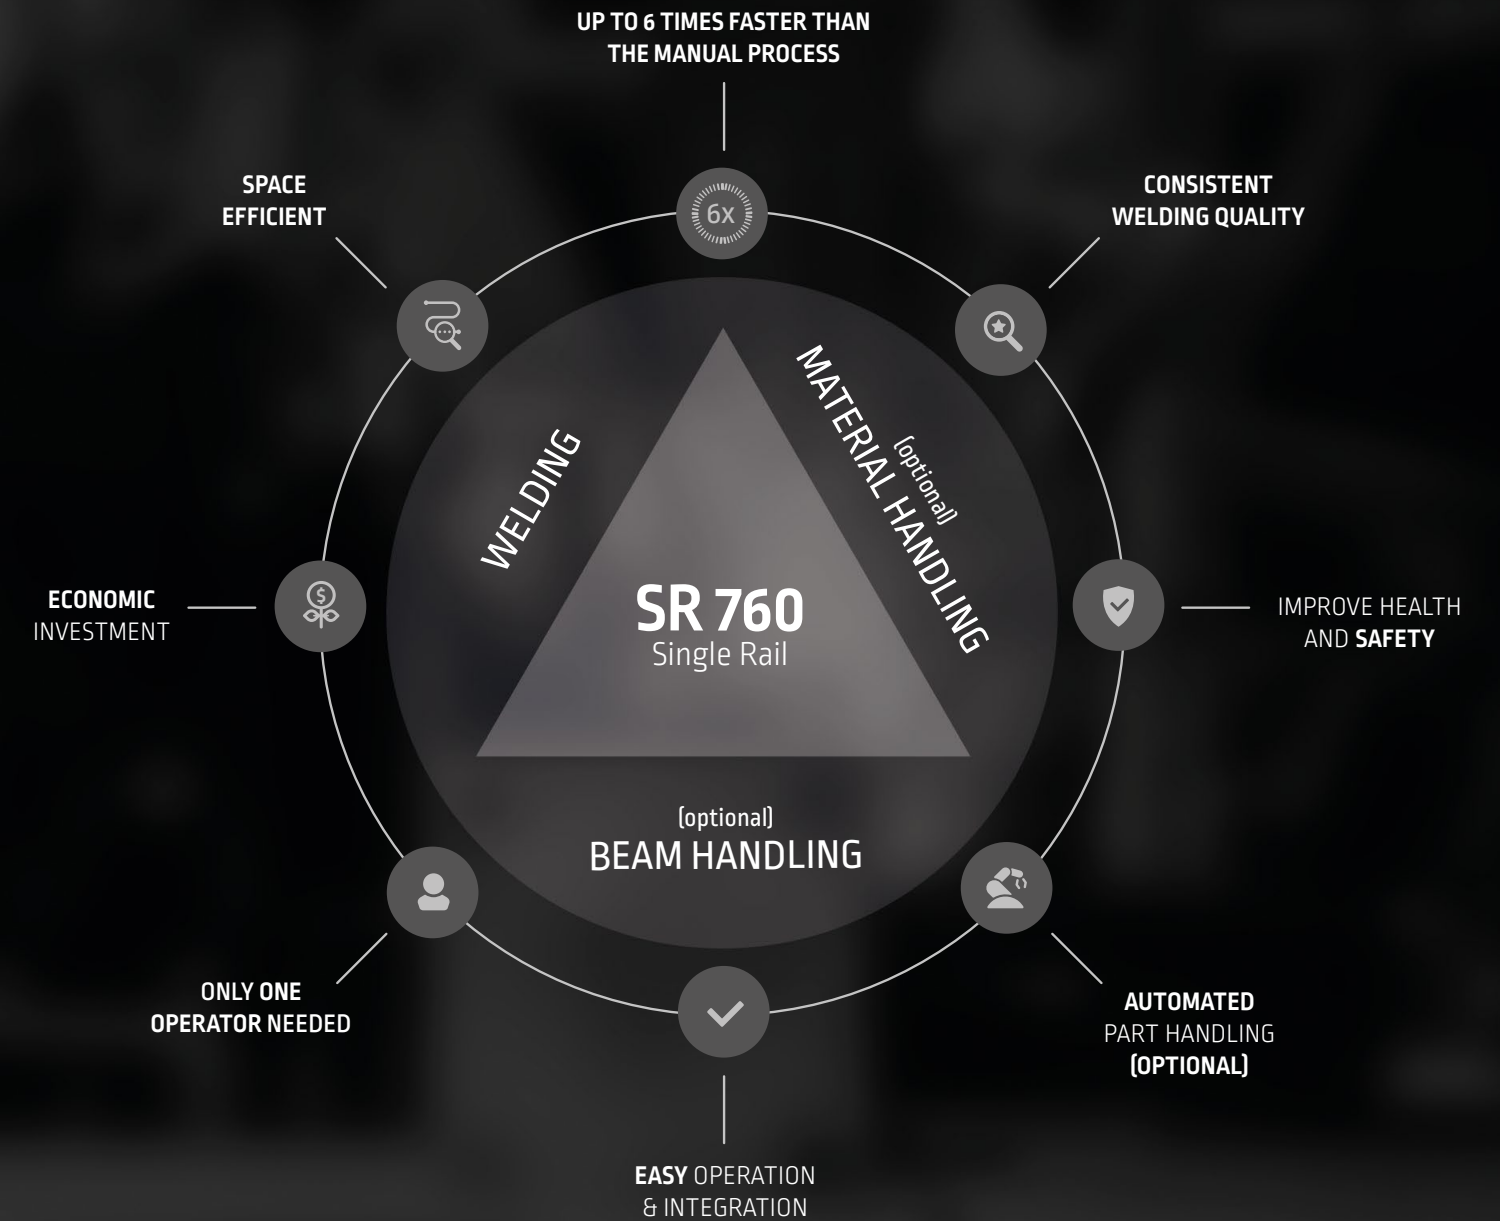 UP TO 6 TIMES FASTER THAN
THE MANUAL PROCESS
6X
SPACE
EFFICIENT
CONSISTENT
WELDING QUALITY
WELDING
MATERIAL HANDLING
(optional)
$
ECONOMIC
INVESTMENT
SR 760
Single Rail
IMPROVE HEALTH
AND SAFETY
(optional)
BEAM HANDLING
ONLY ONE
OPERATOR NEEDED
AUTOMATED
PART HANDLING
(OPTIONAL)
EASY OPERATION
& INTEGRATION